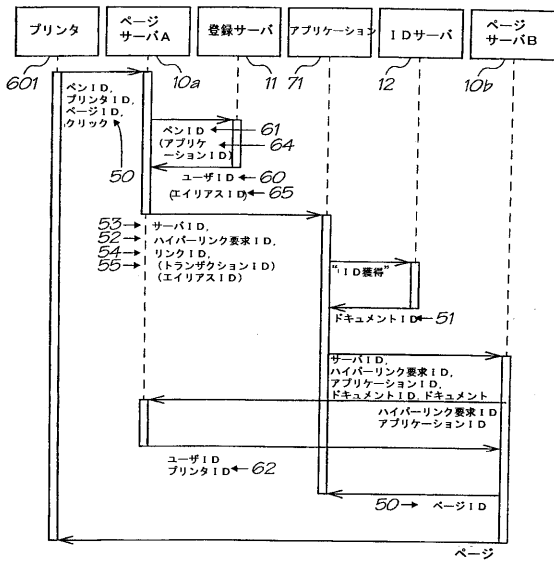 プリンタ
ページ
サーバA
登録サーバ
アプリケーション
IDサーバ
ページ
サーバB
601
10a
11
71
12
10b
ペンID,
プリンタID,
ページID,
クリック
50
ペンID
61
(アプリケ
ーションID)
64
ユーザID
60
(エイリアスID)
65
53
サーバID,
52
ハイパーリンク要求ID,
54
リンクID,
55
(トランザクションID)
(エイリアスID)
“ID獲得”
ドキュメントID
51
サーバID,
ハイパーリンク要求ID,
アプリケーションID,
ドキュメントID,ドキュメント
ハイパーリンク要求ID
アプリケーションID
ユーザID
プリンタID
62
50
ページID
ページ